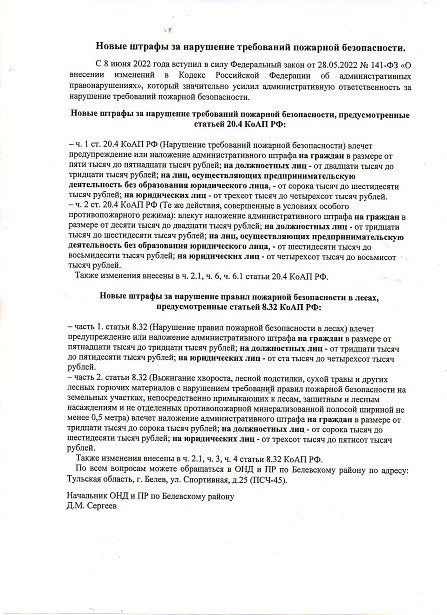 Новые штрафы за нарушение требований пожарной безопасности.
С 8 июня 2022 года вступил в силу Федеральный закон от 28.05.2022 № 141-ФЗ «О
внесении изменений в Кодекс Российской Федерации об административных
правонарушениях», который значительно усилил административную ответственность за
нарушение требований пожарной безопасности.
Новые штрафы за нарушение требований пожарной безопасности, предусмотренные
статьей 20.4 КоАП РФ:
– ч. 1 ст. 20.4 КоАП РФ (Нарушение требований пожарной безопасности) влечет
предупреждение или наложение административного штрафа на граждан в размере от
пяти тысяч до пятнадцати тысяч рублей; на должностных лиц - от двадцати тысяч до
тридцати тысяч рублей; на лиц, осуществляющих предпринимательскую
деятельность без образования юридического лица, - от сорока тысяч до шестидесяти
тысяч рублей; на юридических лиц - от трехсот тысяч до четырехсот тысяч рублей.
– ч. 2 ст. 20.4 КоАП РФ (Те же действия, совершенные в условиях особого
противопожарного режима): влекут наложение административного штрафа на граждан в
размере от десяти тысяч до двадцати тысяч рублей; на должностных лиц - от тридцати
тысяч до шестидесяти тысяч рублей; на лиц, осуществляющих предпринимательскую
деятельность без образования юридического лица, - от шестидесяти тысяч до
восьмидесяти тысяч рублей; на юридических лиц - от четырехсот тысяч до восьмисот
тысяч рублей.
Также изменения внесены в ч. 2.1, 6, 6.1 статьи 20.4 КоАП РФ.
Новые штрафы за нарушение правил пожарной безопасности в лесах,
предусмотренные статьей 8.32 КоАП РФ:
– часть 1. статьи 8.32 (Нарушение правил пожарной безопасности в лесах) влечет
предупреждение или наложение административного штрафа на граждан в размере от
пятнадцати тысяч до тридцати тысяч рублей; на должностных лиц - от тридцати тысяч
до пятидесяти тысяч рублей; на юридических лиц - от ста тысяч до четырехсот тысяч
рублей.
– часть 2. статьи 8.32 (Выжигание хвороста, лесной подстилки, сухой травы и других
лесных горючих материалов с нарушением требований правил пожарной безопасности на
земельных участках, непосредственно примыкающих к лесам, защитным и лесным
насаждениям и не отделенных противопожарной минерализованной полосой шириной не
менее 0,5 метра) влечет наложение административного штрафа на граждан в размере от
тридцати тысяч до сорока тысяч рублей; на должностных лиц - от сорока тысяч до
шестидесяти тысяч рублей; на юридических лиц - от трехсот тысяч до пятисот тысяч
рублей.
Также изменения внесены в ч. 2.1, 3, ч. 4 статьи 8.32 КоАП РФ.
По всем вопросам можете обращаться в ОНД и ПР по Белевскому району по адресу:
Тульская область, г. Белев, ул. Спортивная, д.25 (ПСЧ-45).
Начальник ОНД и ПР по Белевскому району
Д.М. Сергеев